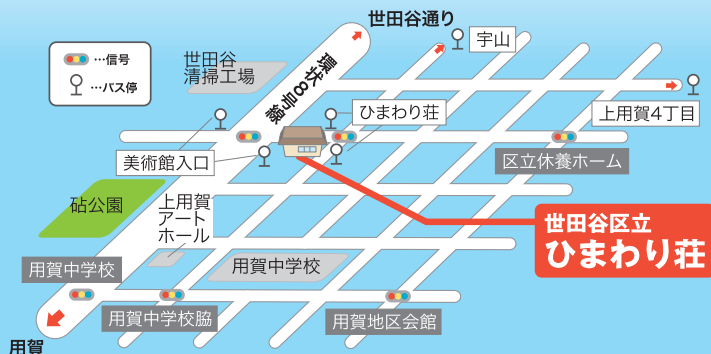 世田谷通り
…信号
…バス停
世田谷
清掃工場
環状8号線
宇山
ひまわり荘
上用賀4丁目
美術館入口
区立休養ホーム
砧公園
上用賀
アート
ホール
世田谷区立
ひまわり荘
用賀中学校
用賀中学校
用賀中学校脇
用賀地区会館
用賀